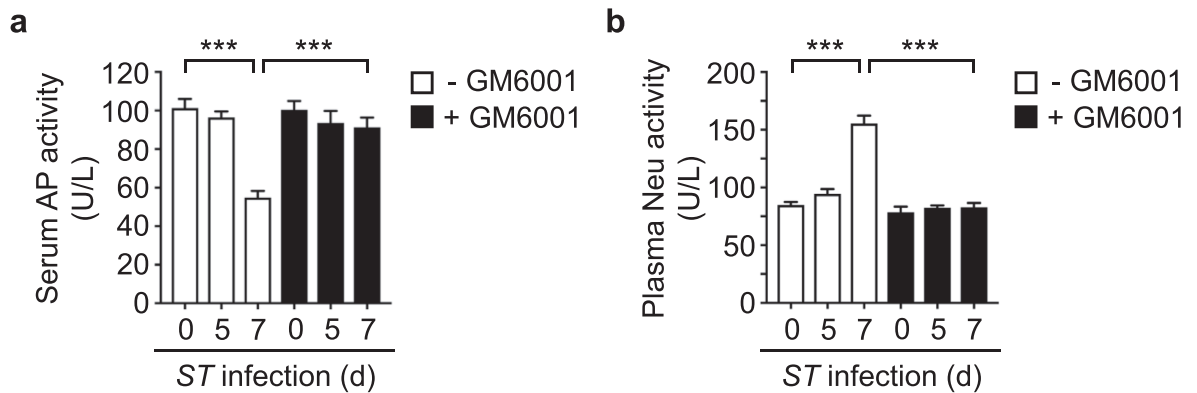 a
Serum AP activity
(U/L)
120
100
80
60
40
20
0
*** ***
- GM6001
+ GM6001
0 5 7 0 5 7
ST infection (d)
b
Plasma Neu activity
(U/L)
200
150
100
50
0
*** ***
- GM6001
+ GM6001
0 5 7 0 5 7
ST infection (d)